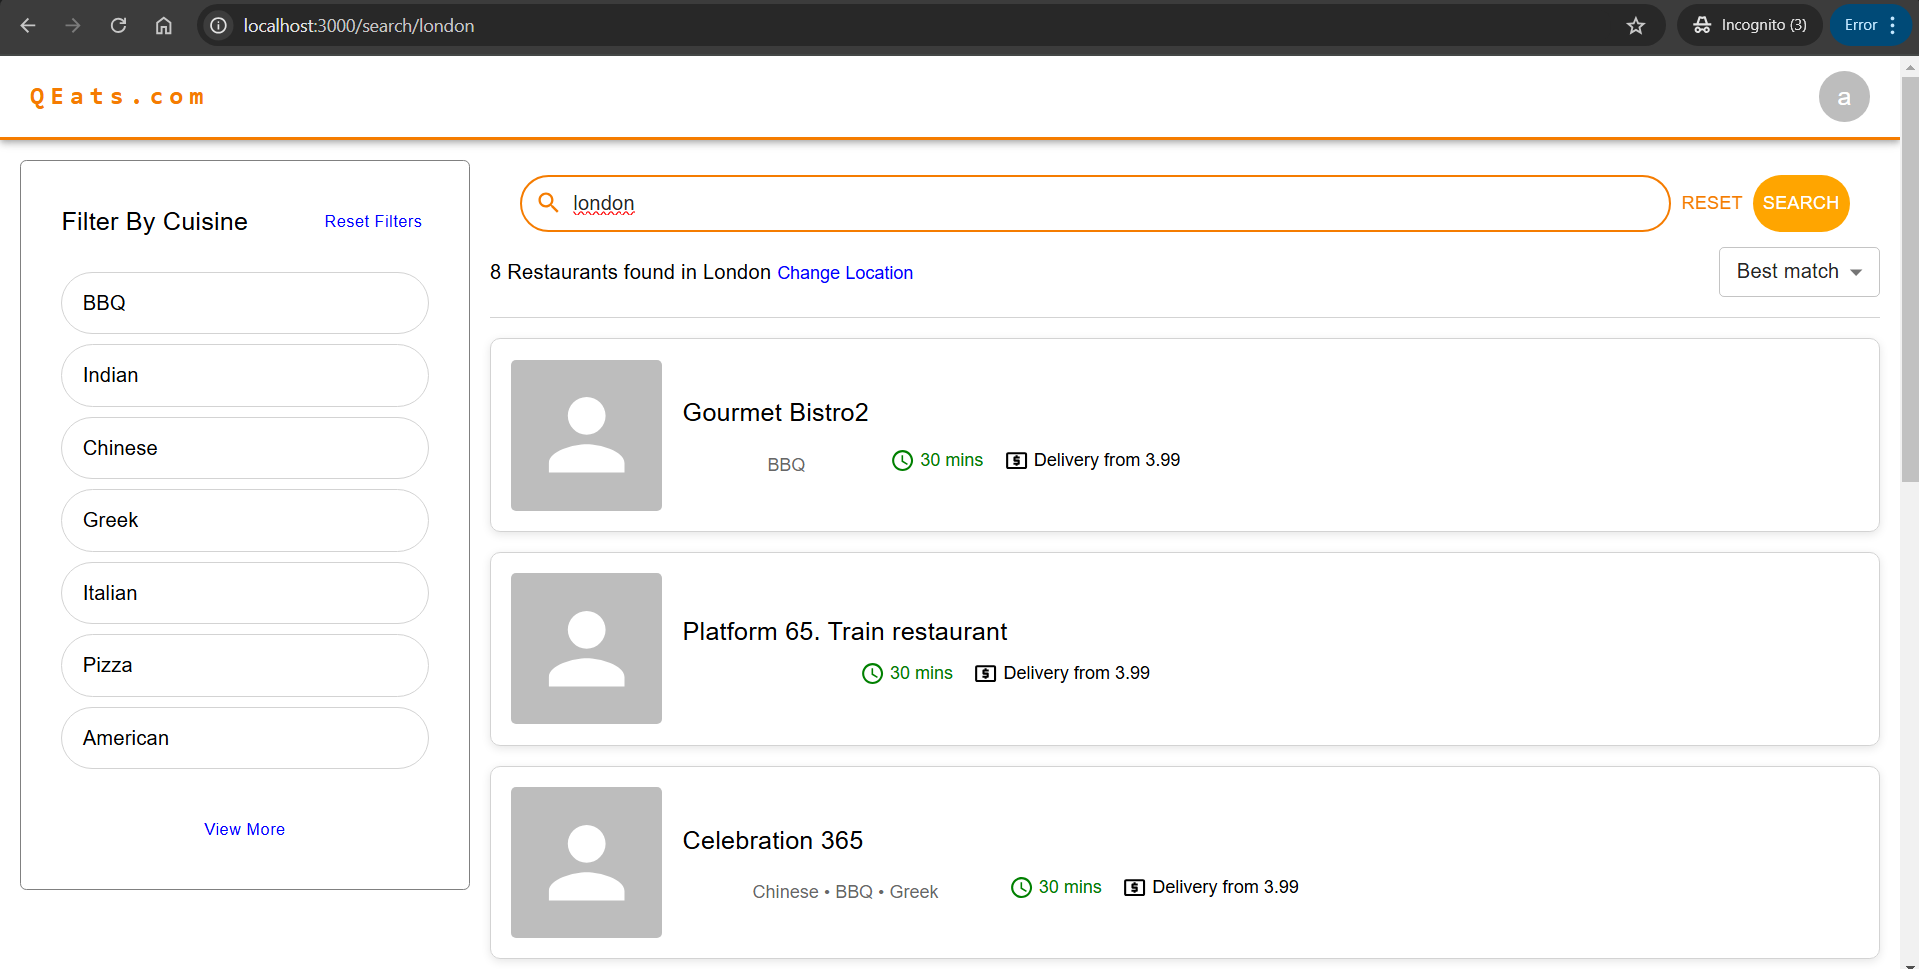 localhost:3000/search/london
Incognito (3)
Error
QEats.com
a
Filter By Cuisine
Reset Filters
BBQ
Indian
Chinese
Greek
Italian
Pizza
American
View More
london
RESET
SEARCH
8 Restaurants found in London Change Location
Best match
Gourmet Bistro2
BBQ
30 mins
Delivery from 3.99
Platform 65. Train restaurant
30 mins
Delivery from 3.99
Celebration 365
Chinese • BBQ • Greek
30 mins
Delivery from 3.99